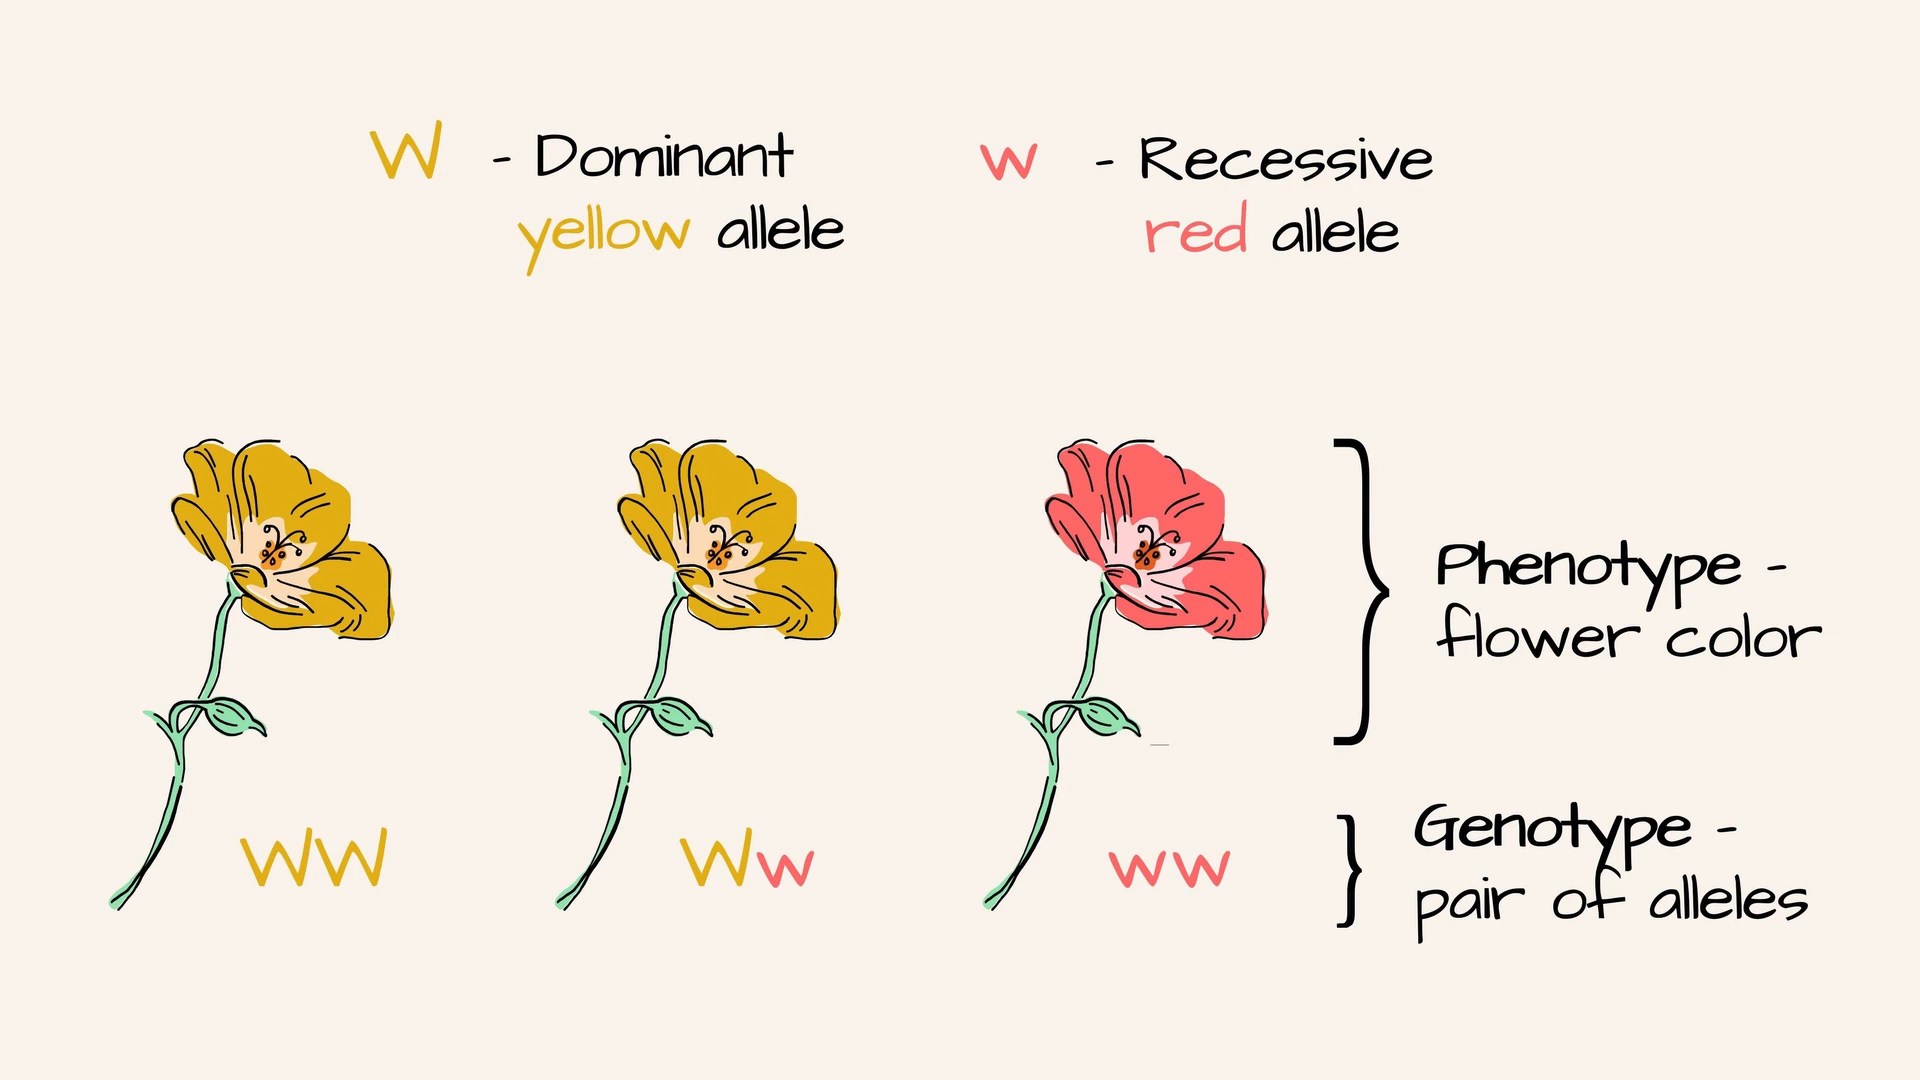 W - Dominant
yellow allele
w - Recessive
red allele
Phenotype -
flower color
WW
Ww
ww
Genotype -
pair of alleles